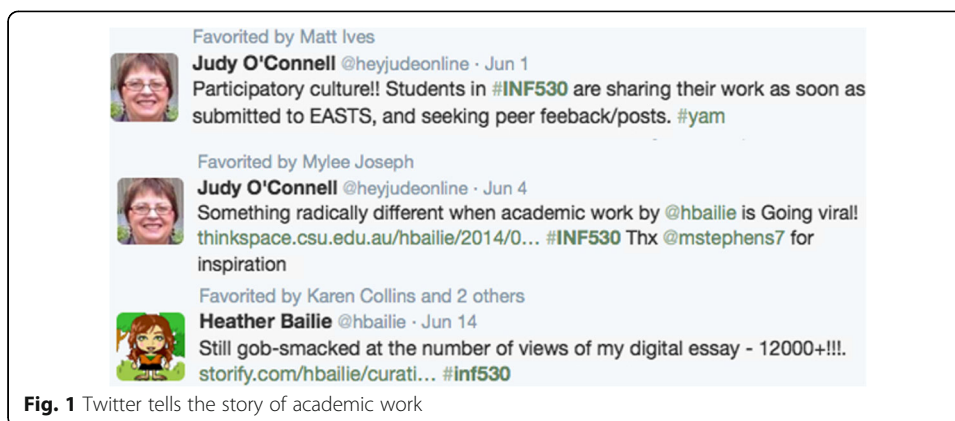 Favorited by Matt Ives
Judy O'Connell @heyjudeonline · Jun 1
Participatory culture!! Students in #INF530 are sharing their work as soon as
submitted to EASTS, and seeking peer feeback/posts. #yam
Favorited by Mylee Joseph
Judy O'Connell @heyjudeonline · Jun 4
Something radically different when academic work by @hbailie is Going viral!
thinkspace.csu.edu.au/hbailie/2014/0... #INF530 Thx @mstephens7 for
inspiration
Favorited by Karen Collins and 2 others
Heather Bailie @hbailie · Jun 14
Still gob-smacked at the number of views of my digital essay - 12000+!!!.
storify.com/hbailie/curati... #inf530
Fig. 1 Twitter tells the story of academic work